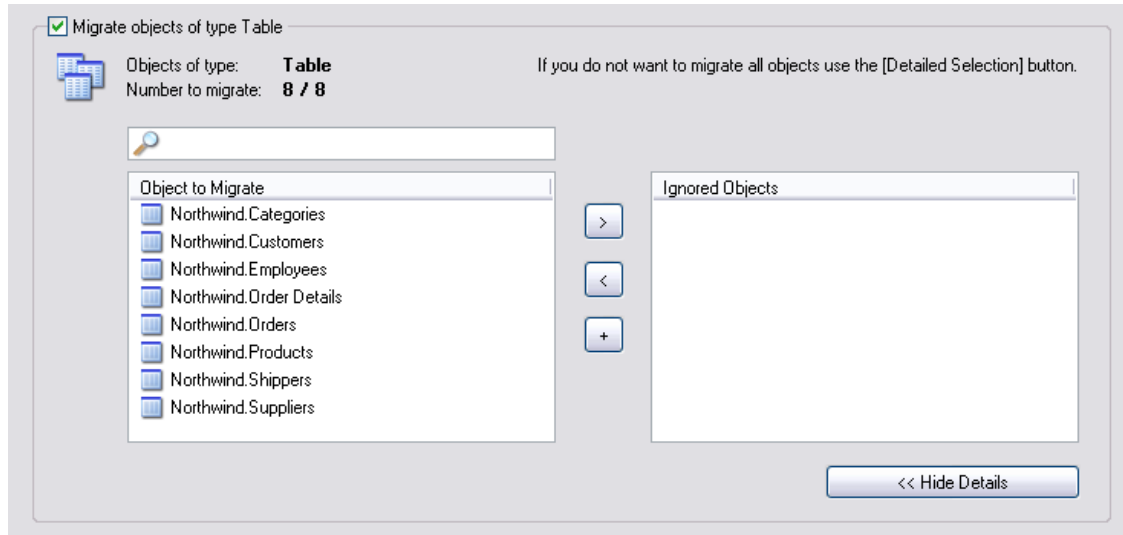 Migrate objects of type Table
Objects of type: Table
If you do not want to migrate all objects use the [Detailed Selection] button.
Number to migrate: 8 / 8
Object to Migrate
Ignored Objects
Northwind.Categories
Northwind.Customers
>
Northwind.Employees
Northwind.Order Details
<
Northwind.Orders
+
Northwind.Products
Northwind.Shippers
Northwind.Suppliers
<< Hide Details